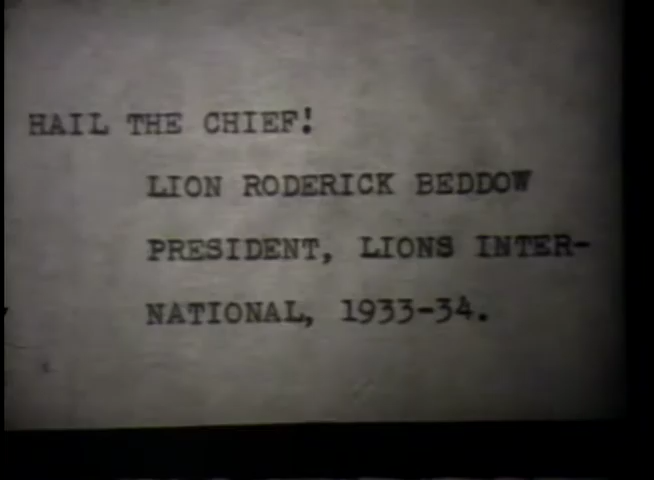 HAIL THE CHIEF!
LION RODERICK BEDDOW
PRESIDENT, LIONS INTER-
NATIONAL, 1933-34.